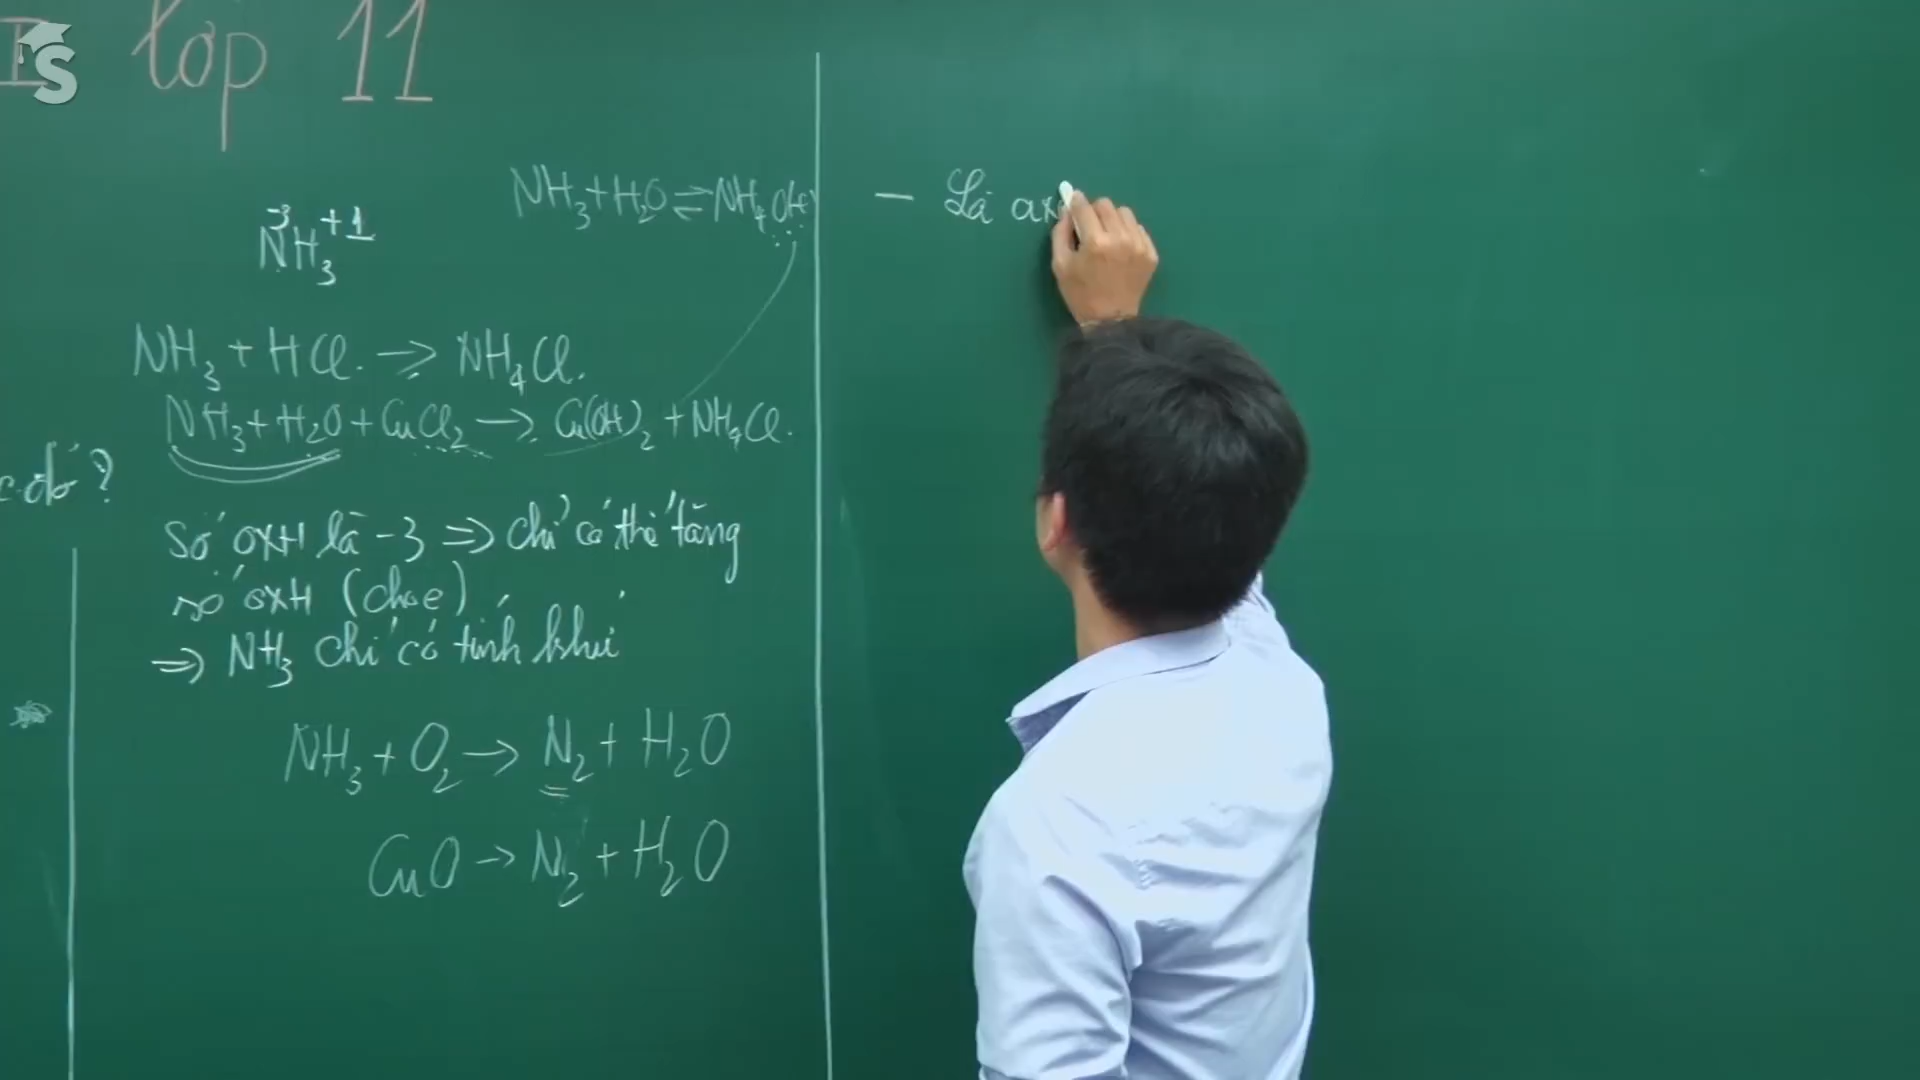 S
lớp 11
NH3 + H2O ⇌ NH4OH
-3 +1
NH3
NH3 + HCl. → NH4Cl.
NH3 + H2O + CuCl2 → Cu(OH)2 + NH4Cl.
đó?
Số oxH là -3 ⇒ chỉ có thể tăng
số oxH (cho e)
⇒ NH3 chỉ có tính khử
NH3 + O2 → N2 + H2O
CuO → N2 + H2O
- Là ax